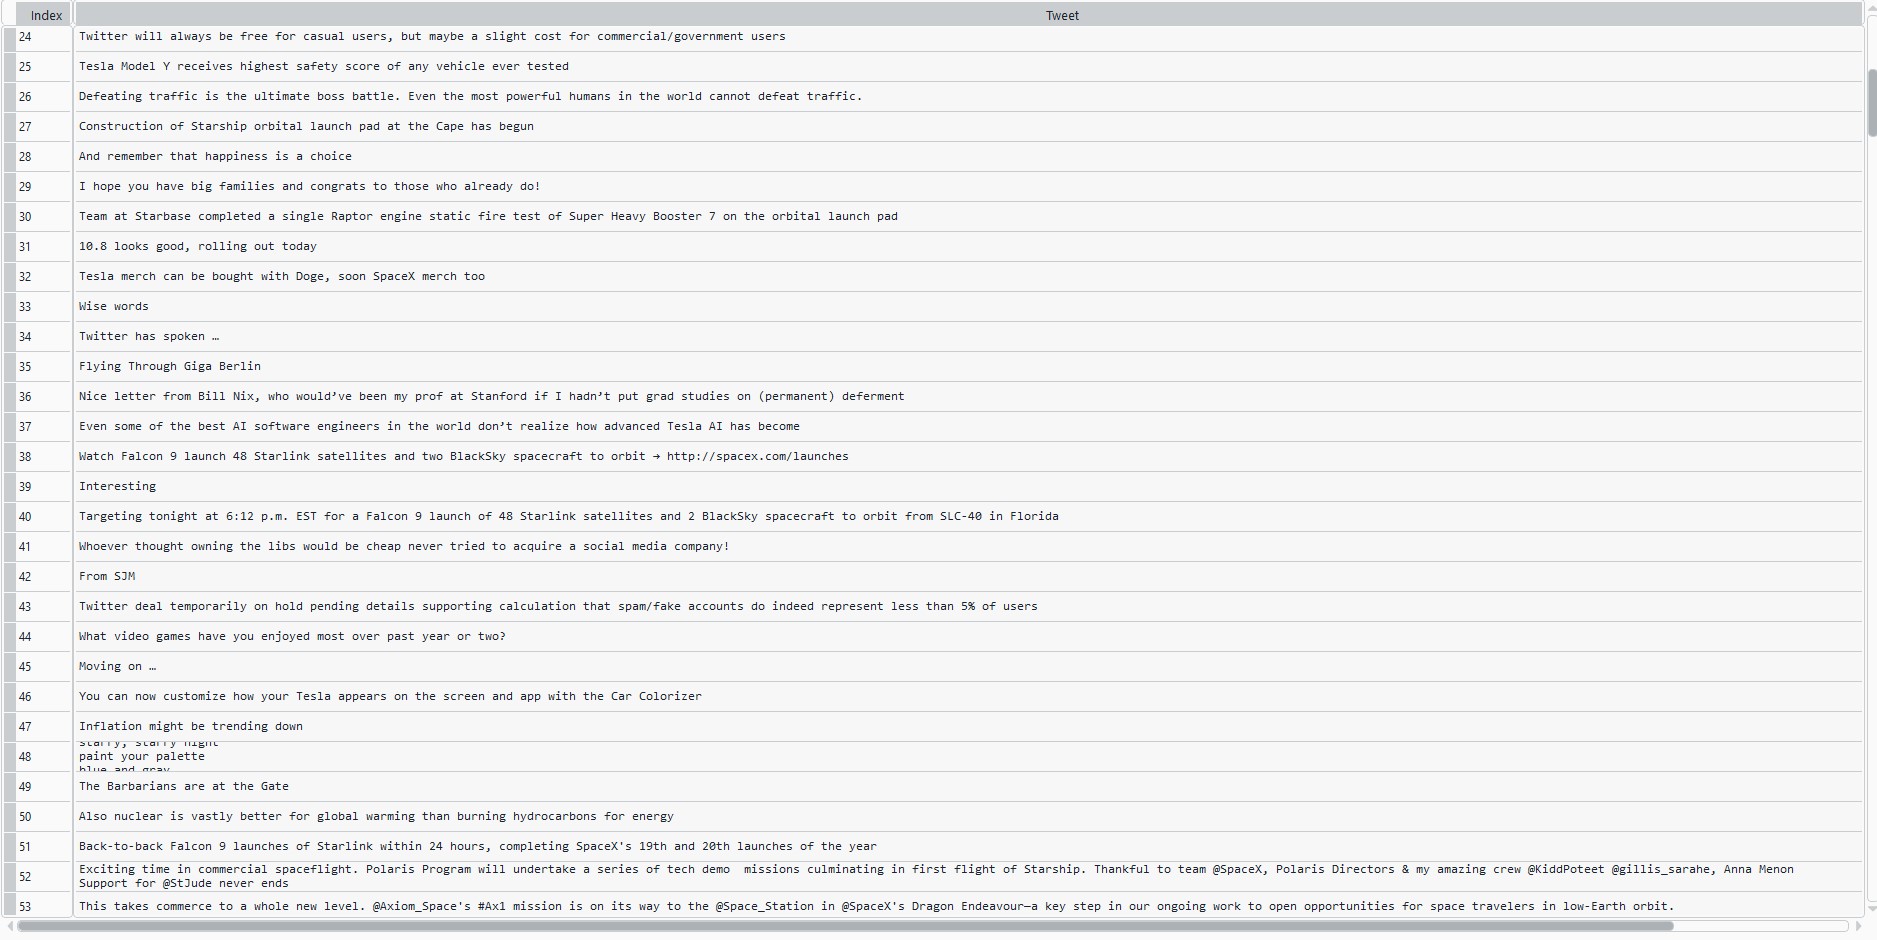 Index Tweet
24 Twitter will always be free for casual users, but maybe a slight cost for commercial/government users
25 Tesla Model Y receives highest safety score of any vehicle ever tested
26 Defeating traffic is the ultimate boss battle. Even the most powerful humans in the world cannot defeat traffic.
27 Construction of Starship orbital launch pad at the Cape has begun
28 And remember that happiness is a choice
29 I hope you have big families and congrats to those who already do!
30 Team at Starbase completed a single Raptor engine static fire test of Super Heavy Booster 7 on the orbital launch pad
31 10.8 looks good, rolling out today
32 Tesla merch can be bought with Doge, soon SpaceX merch too
33 Wise words
34 Twitter has spoken …
35 Flying Through Giga Berlin
36 Nice letter from Bill Nix, who would’ve been my prof at Stanford if I hadn’t put grad studies on (permanent) deferment
37 Even some of the best AI software engineers in the world don’t realize how advanced Tesla AI has become
38 Watch Falcon 9 launch 48 Starlink satellites and two BlackSky spacecraft to orbit → http://spacex.com/launches
39 Interesting
40 Targeting tonight at 6:12 p.m. EST for a Falcon 9 launch of 48 Starlink satellites and 2 BlackSky spacecraft to orbit from SLC-40 in Florida
41 Whoever thought owning the libs would be cheap never tried to acquire a social media company!
42 From SJM
43 Twitter deal temporarily on hold pending details supporting calculation that spam/fake accounts do indeed represent less than 5% of users
44 What video games have you enjoyed most over past year or two?
45 Moving on …
46 You can now customize how your Tesla appears on the screen and app with the Car Colorizer
47 Inflation might be trending down
starry, starry night
48 paint your palette
blue and gray
49 The Barbarians are at the Gate
50 Also nuclear is vastly better for global warming than burning hydrocarbons for energy
51 Back-to-back Falcon 9 launches of Starlink within 24 hours, completing SpaceX's 19th and 20th launches of the year
52 Exciting time in commercial spaceflight. Polaris Program will undertake a series of tech demo  missions culminating in first flight of Starship. Thankful to team @SpaceX, Polaris Directors & my amazing crew @KiddPoteet @gillis_sarahe, Anna Menon
Support for @StJude never ends
53 This takes commerce to a whole new level. @Axiom_Space's #Ax1 mission is on its way to the @Space_Station in @SpaceX's Dragon Endeavour—a key step in our ongoing work to open opportunities for space travelers in low-Earth orbit.